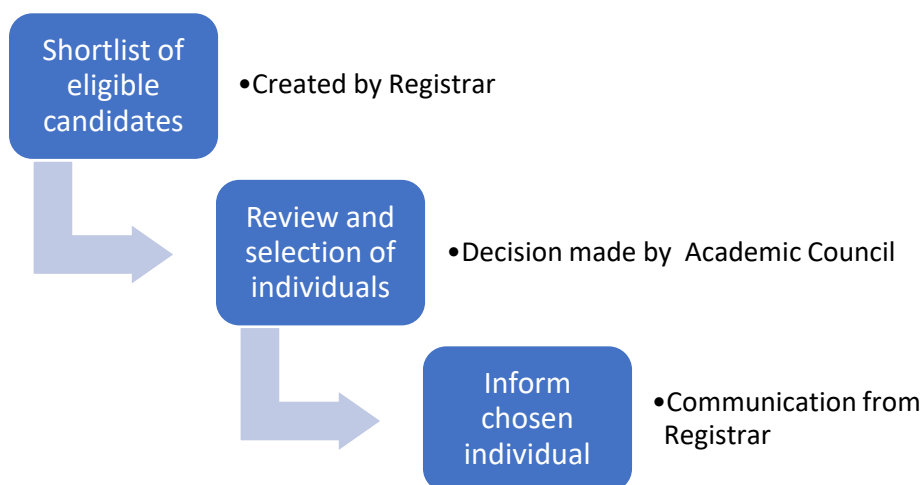 Shortlist of
eligible
candidates
•Created by Registrar
Review and
selection of
individuals
•Decision made by Academic Council
Inform
chosen
individual
•Communication from
Registrar